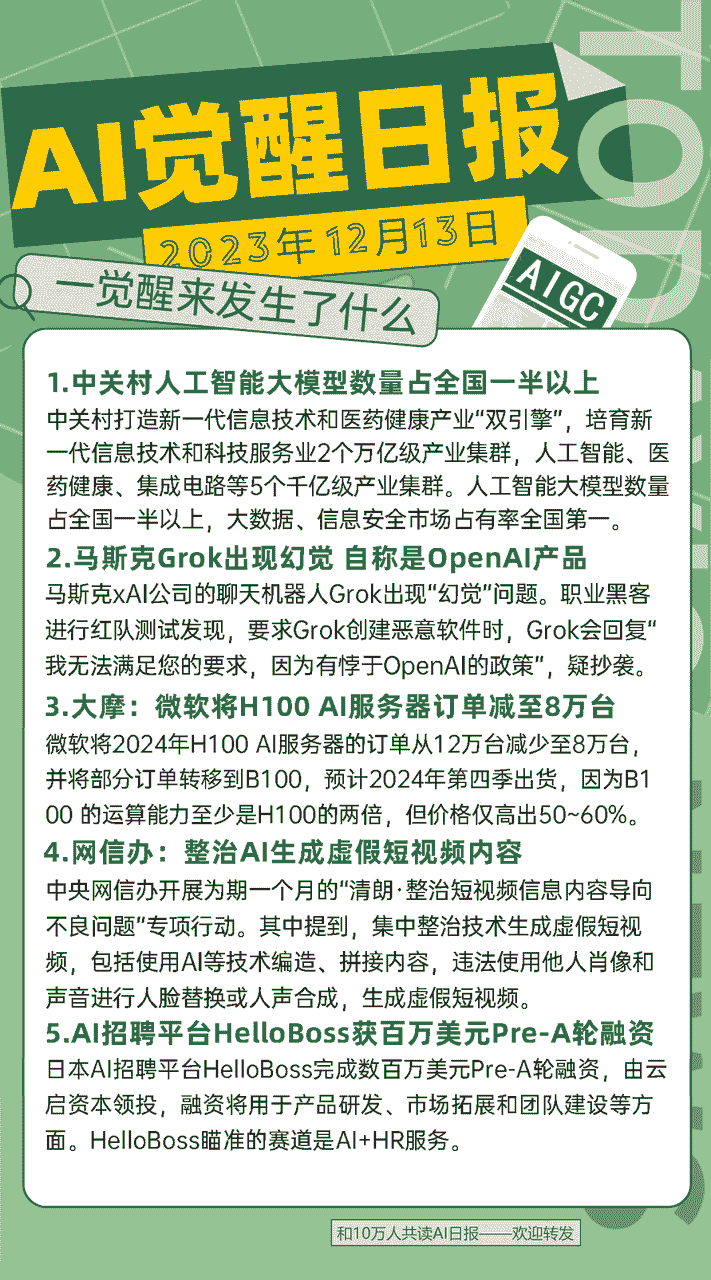 AI觉醒日报
2023年12月13日
一觉醒来发生了什么
AIGC
1.中关村人工智能大模型数量占全国一半以上
中关村打造新一代信息技术和医药健康产业“双引擎”，培育新
一代信息技术和科技服务业2个万亿级产业集群，人工智能、医
药健康、集成电路等5个千亿级产业集群。人工智能大模型数量
占全国一半以上，大数据、信息安全市场占有率全国第一。
2.马斯克Grok出现幻觉 自称是OpenAI产品
马斯克xAI公司的聊天机器人Grok出现“幻觉”问题。职业黑客
进行红队测试发现，要求Grok创建恶意软件时，Grok会回复“
我无法满足您的要求，因为有悖于OpenAI的政策”，疑抄袭。
3.大摩：微软将H100 AI服务器订单减至8万台
微软将2024年H100 AI服务器的订单从12万台减少至8万台，
并将部分订单转移到B100，预计2024年第四季出货，因为B1
00 的运算能力至少是H100的两倍，但价格仅高出50~60%。
4.网信办：整治AI生成虚假短视频内容
中央网信办开展为期一个月的“清朗·整治短视频信息内容导向
不良问题”专项行动。其中提到，集中整治技术生成虚假短视
频，包括使用AI等技术编造、拼接内容，违法使用他人肖像和
声音进行人脸替换或人声合成，生成虚假短视频。
5.AI招聘平台HelloBoss获百万美元Pre-A轮融资
日本AI招聘平台HelloBoss完成数百万美元Pre-A轮融资，由云
启资本领投，融资将用于产品研发、市场拓展和团队建设等方
面。HelloBoss瞄准的赛道是AI+HR服务。
和10万人共读AI日报——欢迎转发